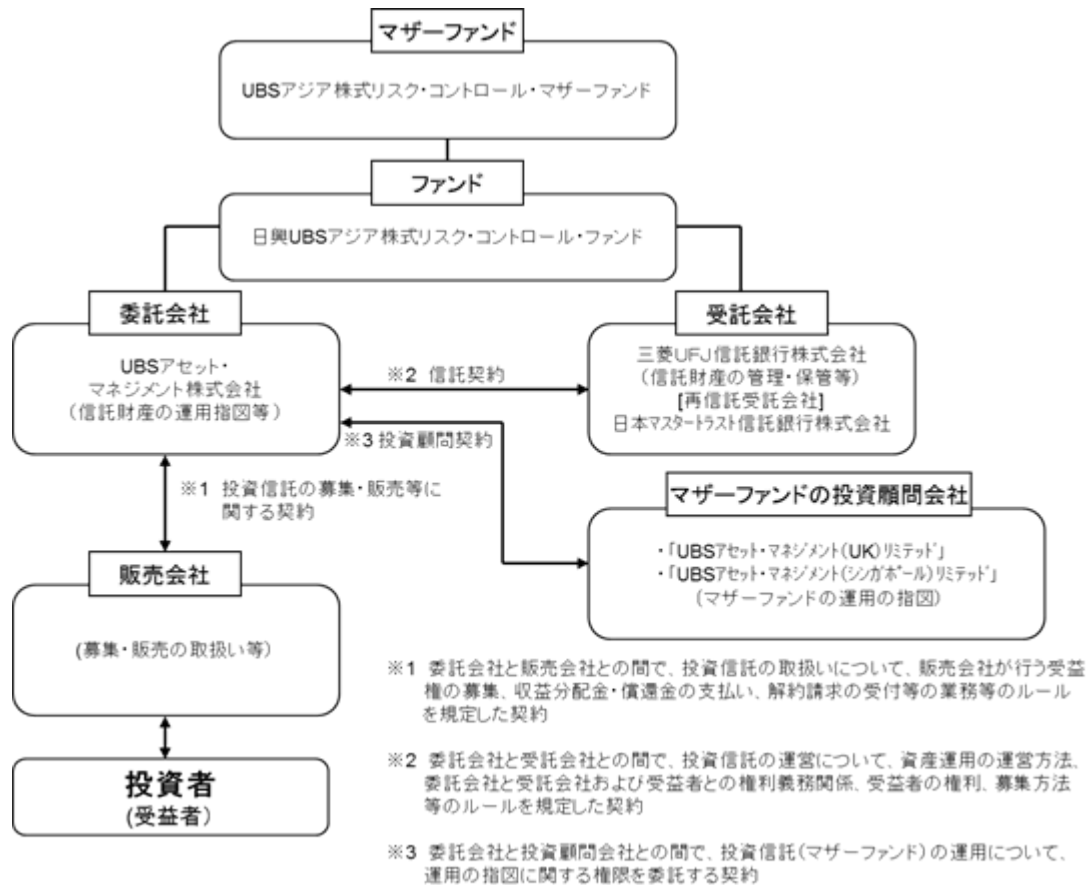 マザーファンド
UBSアジア株式リスク・コントロール・マザーファンド
ファンド
日興UBSアジア株式リスク・コントロール・ファンド
委託会社
UBSアセット・
マネジメント株式会社
(信託財産の運用指図等)
受託会社
三菱UFJ信託銀行株式会社
(信託財産の管理・保管等)
[再信託受託会社]
日本マスタートラスト信託銀行株式会社
※2 信託契約
※3 投資顧問契約
※1 投資信託の募集・販売等に
関する契約
マザーファンドの投資顧問会社
・「UBSアセット・マネジメント(UK)リミテッド」
・「UBSアセット・マネジメント(シンガポール)リミテッド」
(マザーファンドの運用の指図)
販売会社
(募集・販売の取扱い等)
投資者
(受益者)
※1 委託会社と販売会社との間で、投資信託の取扱いについて、販売会社が行う受益
権の募集、収益分配金・償還金の支払い、解約請求の受付等の業務等のルール
を規定した契約
※2 委託会社と受託会社との間で、投資信託の運営について、資産運用の運営方法、
委託会社と受託会社および受益者との権利義務関係、受益者の権利、募集方法
等のルールを規定した契約
※3 委託会社と投資顧問会社との間で、投資信託(マザーファンド)の運用について、
運用の指図に関する権限を委託する契約